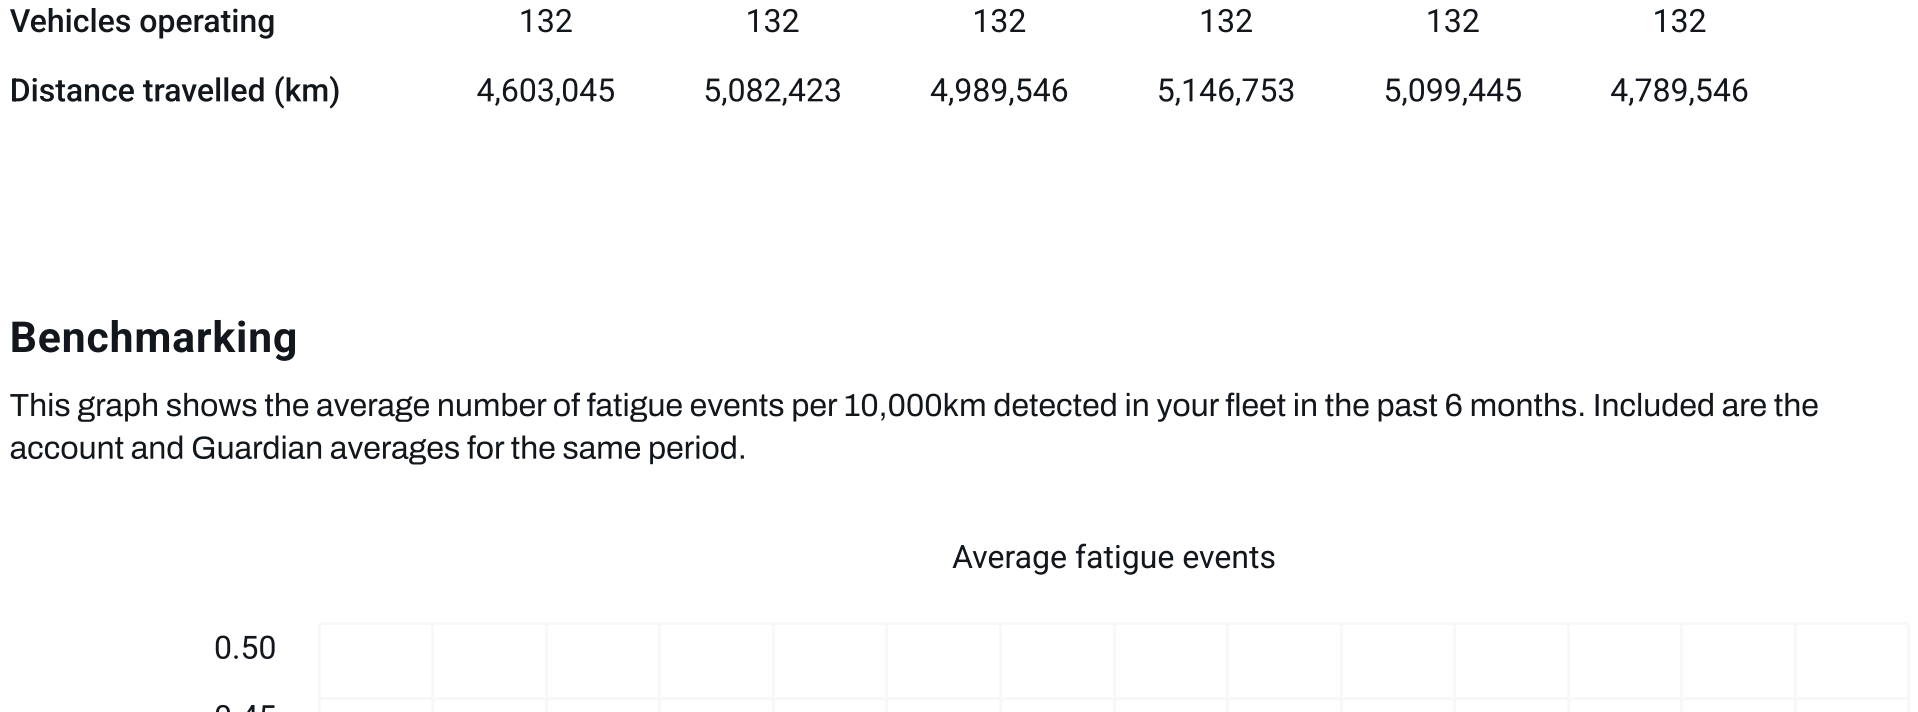 Vehicles operating 132 132 132 132 132 132
Distance travelled (km) 4,603,045 5,082,423 4,989,546 5,146,753 5,099,445 4,789,546
Benchmarking
This graph shows the average number of fatigue events per 10,000km detected in your fleet in the past 6 months. Included are the
account and Guardian averages for the same period.
Average fatigue events
0.50
0.45